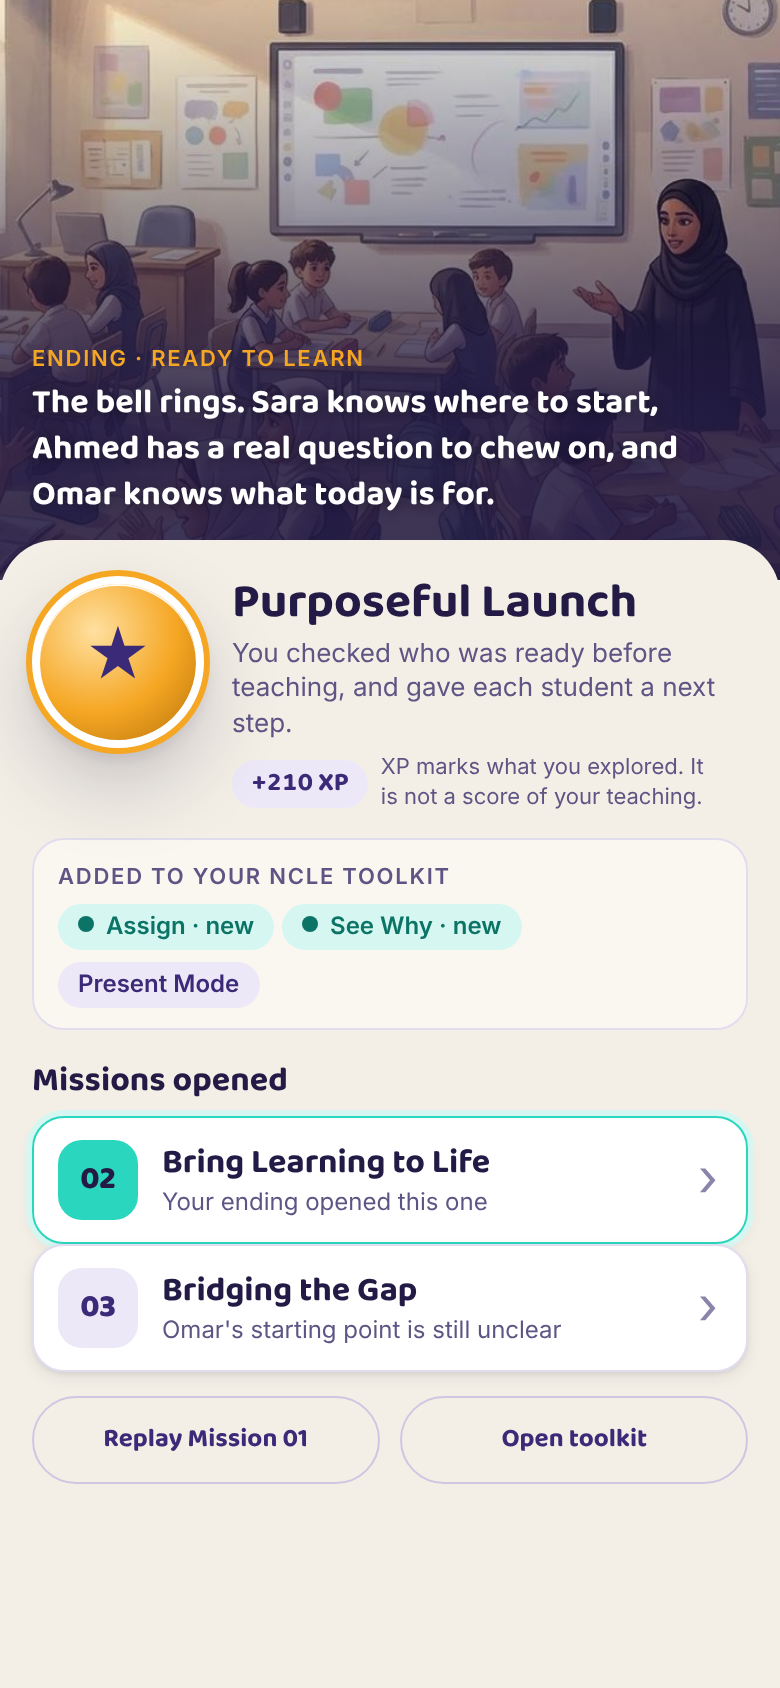 ENDING · READY TO LEARN
The bell rings. Sara knows where to start,
Ahmed has a real question to chew on, and
Omar knows what today is for.
Purposeful Launch
You checked who was ready before
teaching, and gave each student a next
step.
+210 XP
XP marks what you explored. It
is not a score of your teaching.
ADDED TO YOUR NCLE TOOLKIT
Assign · new
See Why · new
Present Mode
Missions opened
02
Bring Learning to Life
Your ending opened this one
03
Bridging the Gap
Omar's starting point is still unclear
Replay Mission 01
Open toolkit